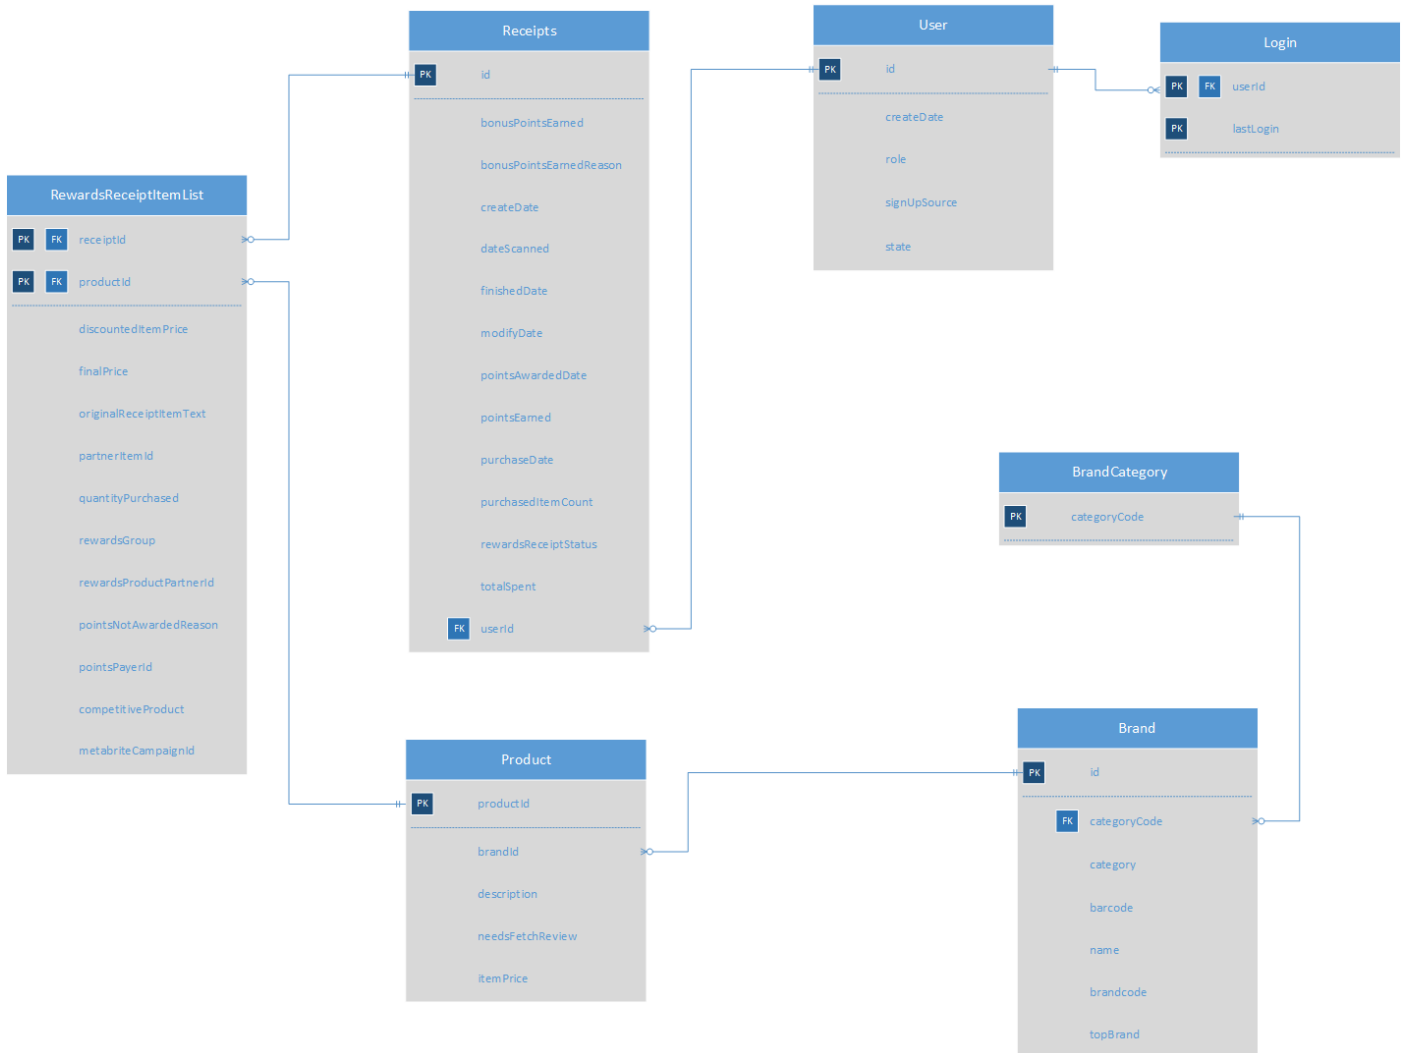 Receipts
PK id
bonusPointsEarned
bonusPointsEarnedReason
createDate
dateScanned
finishedDate
modifyDate
pointsAwardedDate
pointsEarned
purchaseDate
purchasedItemCount
rewardsReceiptStatus
totalSpent
FK userId
User
PK id
createDate
role
signUpSource
state
Login
PK FK userId
PK lastLogin
RewardsReceiptItemList
PK FK receiptId
PK FK productId
discountedItemPrice
finalPrice
originalReceiptItemText
partnerItemId
quantityPurchased
rewardsGroup
rewardsProductPartnerId
pointsNotAwardedReason
pointsPayerId
competitiveProduct
metabriteCampaignId
BrandCategory
PK categoryCode
Product
PK productId
brandId
description
needsFetchReview
itemPrice
Brand
PK id
FK categoryCode
category
barcode
name
brandcode
topBrand